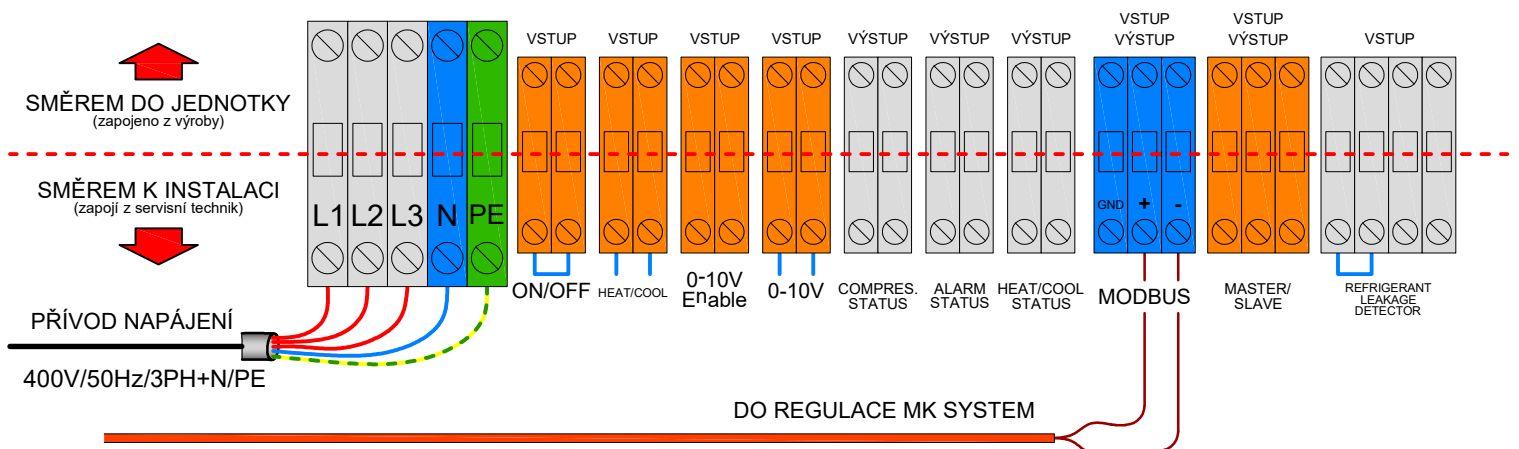 VSTUP
VÝSTUP
VSTUP
VÝSTUP
VSTUP
VSTUP
VSTUP
VSTUP
VÝSTUP
VÝSTUP
VÝSTUP
VSTUP
SMĚREM DO JEDNOTKY
(zapojeno z výroby)
SMĚREM K INSTALACI
(zapojí z servisní technik)
L1
L2
L3
N
PE
GND
+
-
ON/OFF
HEAT/COOL
0-10V
Enable
0-10V
COMPRES.
STATUS
ALARM
STATUS
HEAT/COOL
STATUS
MODBUS
MASTER/
SLAVE
REFRIGERANT
LEAKAGE
DETECTOR
PŘÍVOD NAPÁJENÍ
400V/50Hz/3PH+N/PE
DO REGULACE MK SYSTEM